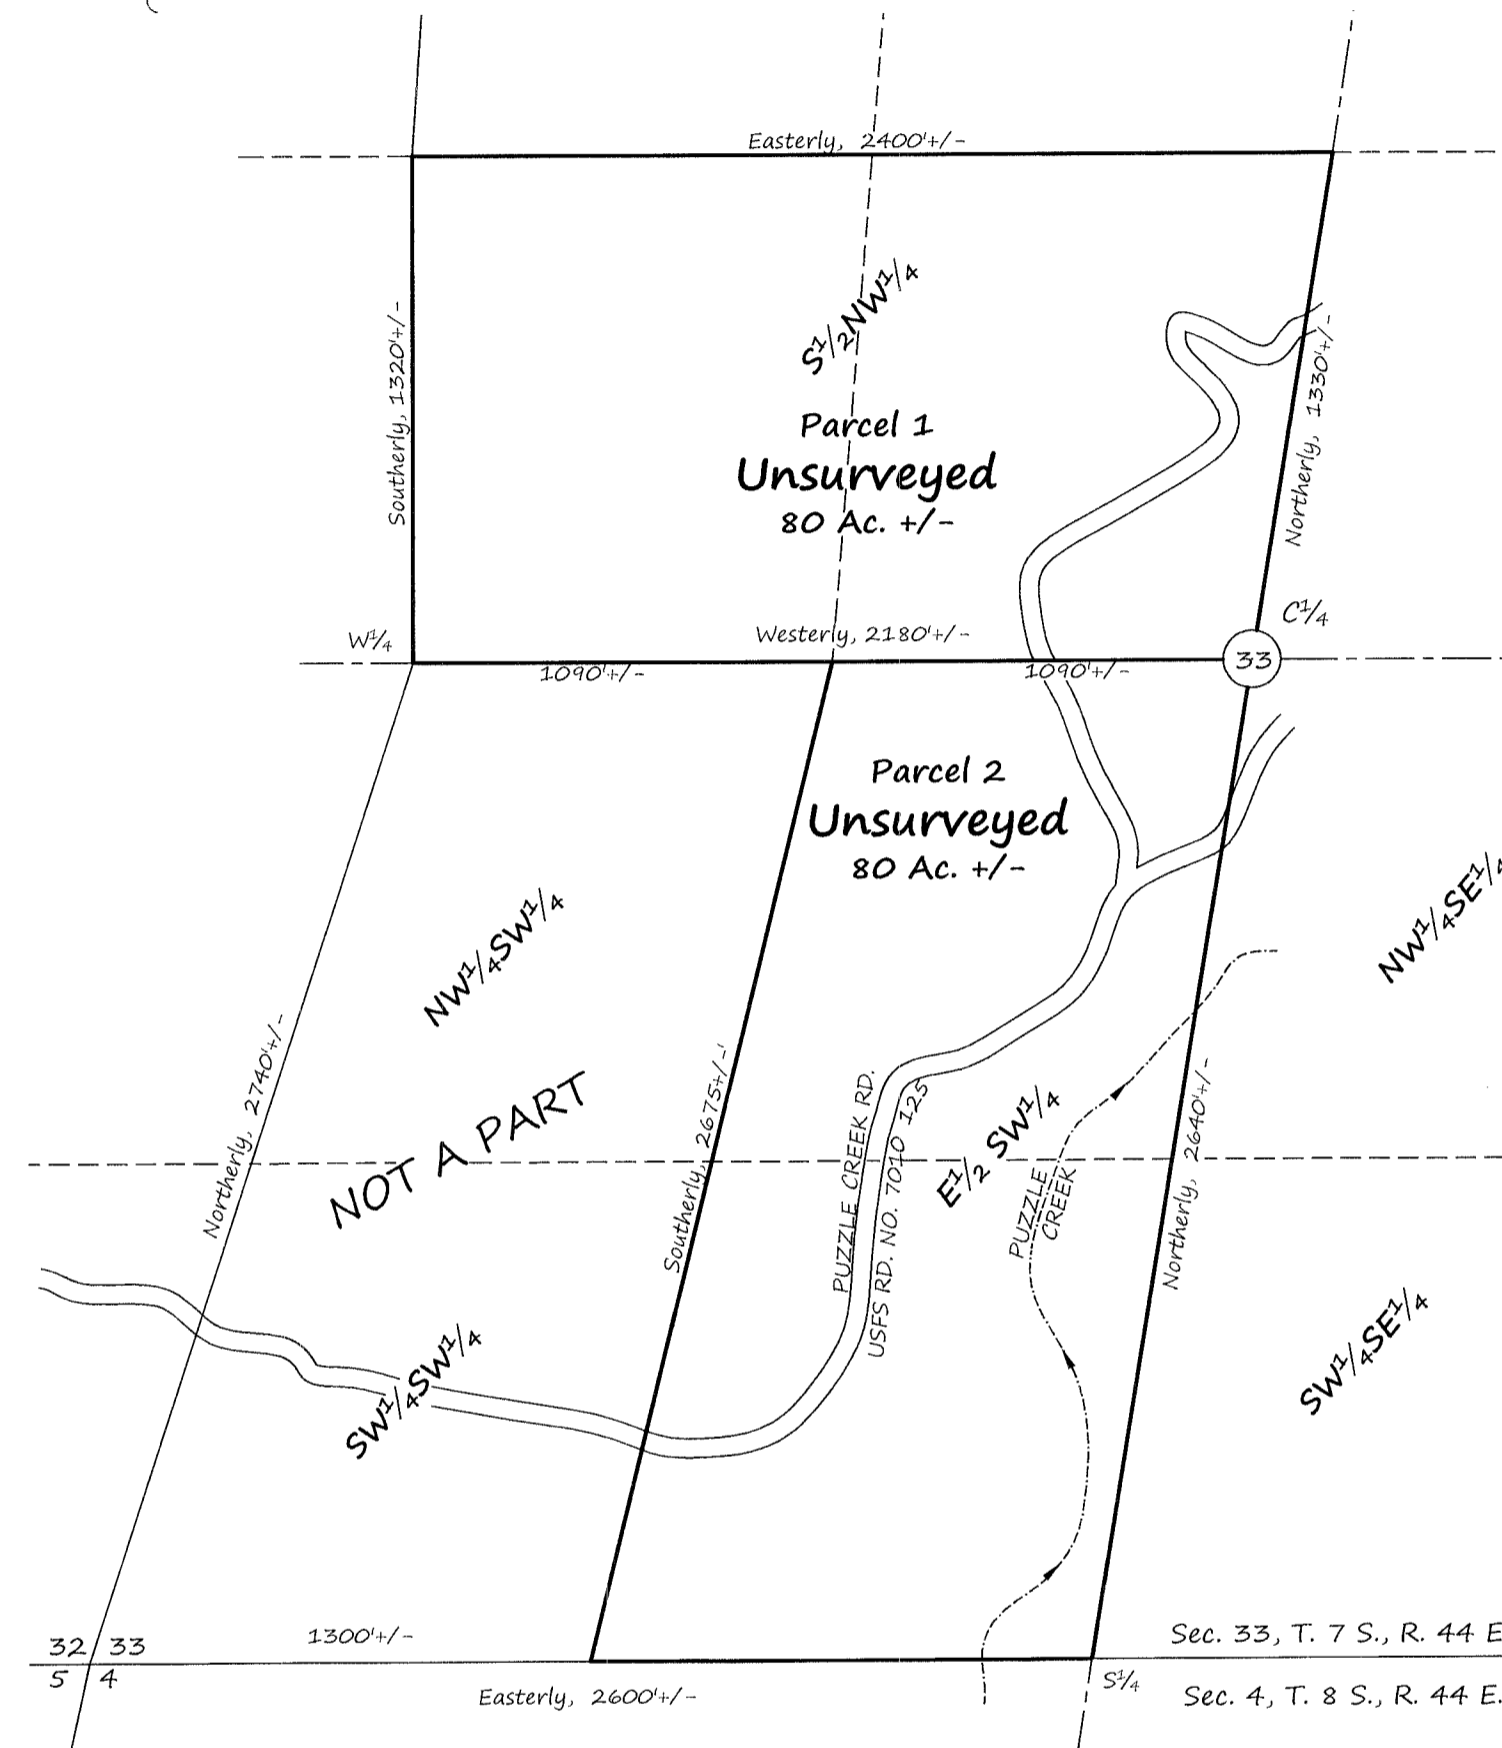 Easterly, 2400'+/-
S1/2NW1/4
Southerly, 1320'+/-
Northerly, 1330'+/-
Parcel 1
Unsurveyed
80 Ac. +/-
C1/4
W1/4
Westerly, 2180'+/-
33
1090'+/-
1090'+/-
Parcel 2
Unsurveyed
80 Ac. +/-
NW1/4SW1/4
NW1/4SE1/4
Northerly, 2740'+/-
NOT A PART
Southerly, 2675+/-'
PUZZLE CREEK RD.
USFS RD. NO. 7010 125
E1/2 SW1/4
PUZZLE
CREEK
Northerly, 2640'+/-
SW1/4SW1/4
SW1/4SE1/4
32 33
1300'+/-
Sec. 33, T. 7 S., R. 44 E
5 4
Easterly, 2600'+/-
S1/4
Sec. 4, T. 8 S., R. 44 E.